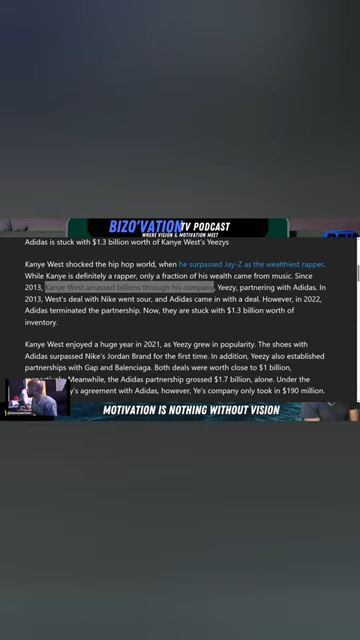 BIZO'VATION TV PODCAST
WHERE VISION & MOTIVATION MEET
Adidas is stuck with $1.3 billion worth of Kanye West's Yeezys
Kanye West shocked the hip hop world, when he surpassed Jay-Z as the wealthiest rapper.
While Kanye is definitely a rapper, only a fraction of his wealth came from music. Since
2013, Kanye West amassed billions through his company, Yeezy, partnering with Adidas. In
2013, West's deal with Nike went sour, and Adidas came in with a deal. However, in 2022,
Adidas terminated the partnership. Now, they are stuck with $1.3 billion worth of
inventory.
Kanye West enjoyed a huge year in 2021, as Yeezy grew in popularity. The shoes with
Adidas surpassed Nike's Jordan Brand for the first time. In addition, Yeezy also established
partnerships with Gap and Balenciaga. Both deals were worth close to $1 billion,
Meanwhile, the Adidas partnership grossed $1.7 billion, alone. Under the
y's agreement with Adidas, however, Ye's company only took in $190 million.
MOTIVATION IS NOTHING WITHOUT VISION